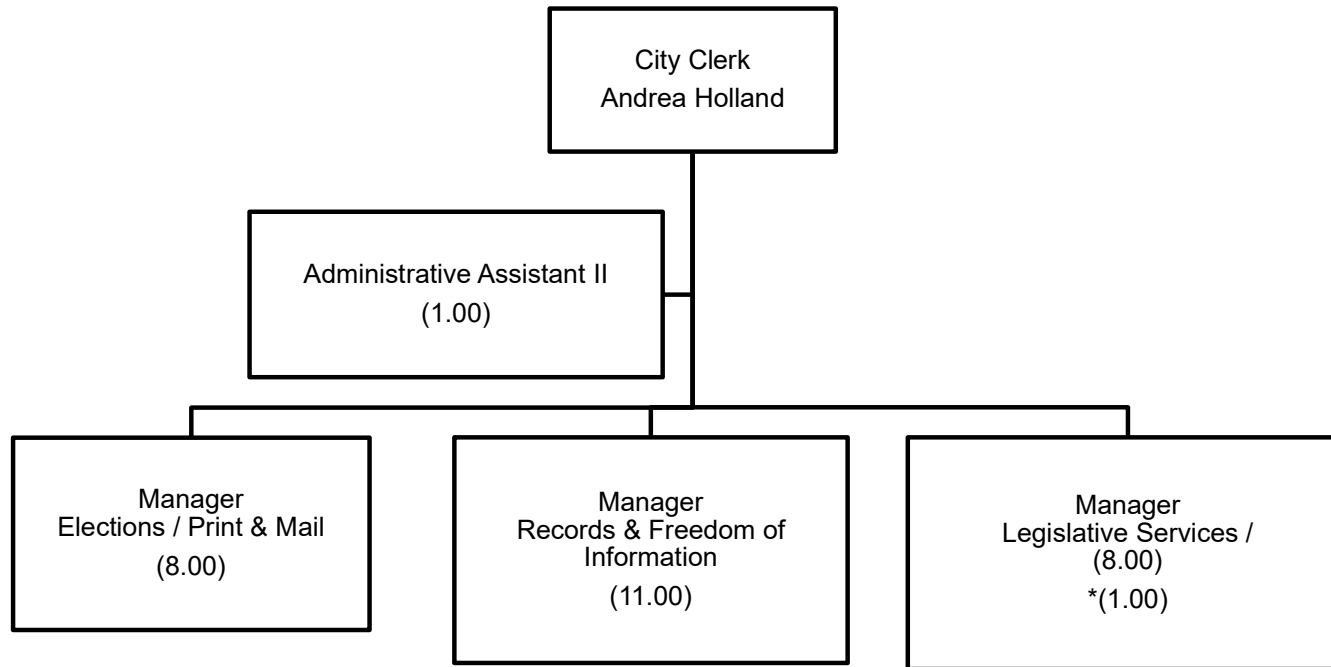 City Clerk
Andrea Holland
Administrative Assistant II
(1.00)
Manager
Elections / Print & Mail
(8.00)
Manager
Records & Freedom of
Information
(11.00)
Manager
Legislative Services /
(8.00)
*(1.00)